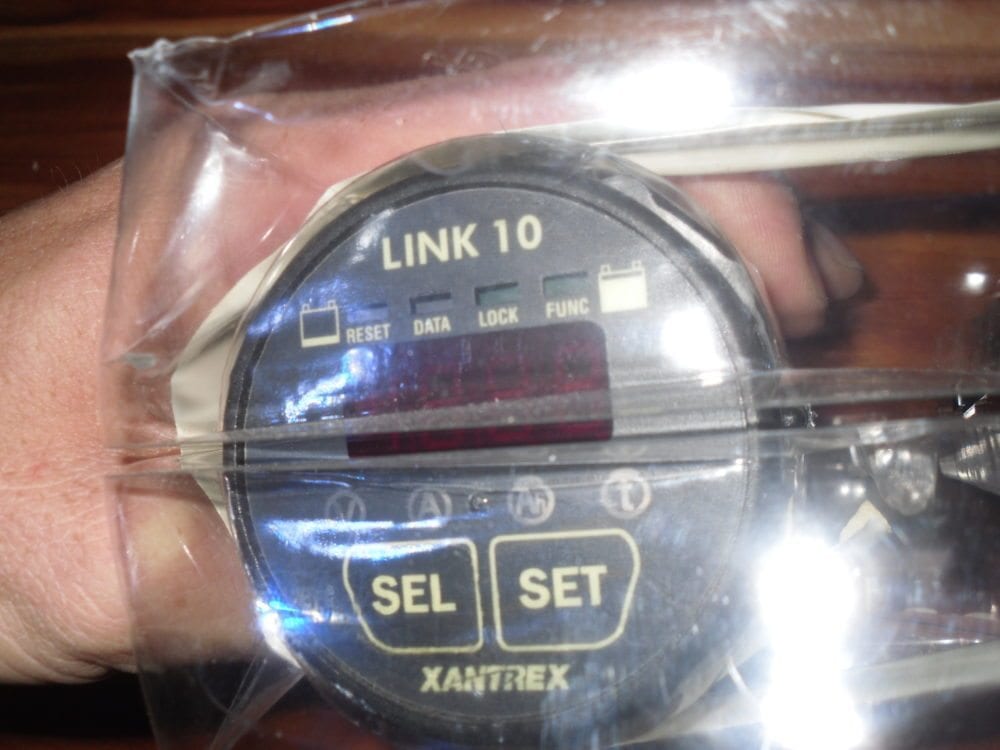 LINK 10
RESET DATA LOCK FUNC
V A Ah t
SEL SET
XANTREX